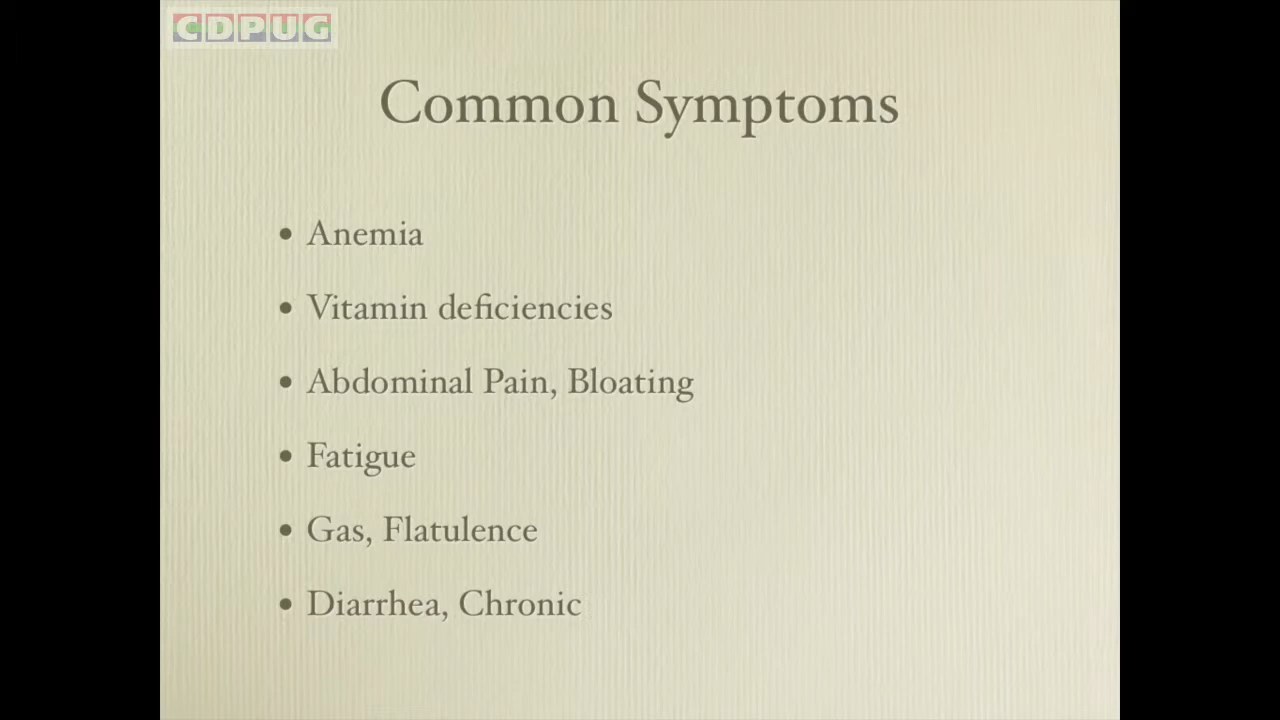 CDPUG
Common Symptoms
• Anemia
• Vitamin deficiencies
• Abdominal Pain, Bloating
• Fatigue
• Gas, Flatulence
• Diarrhea, Chronic